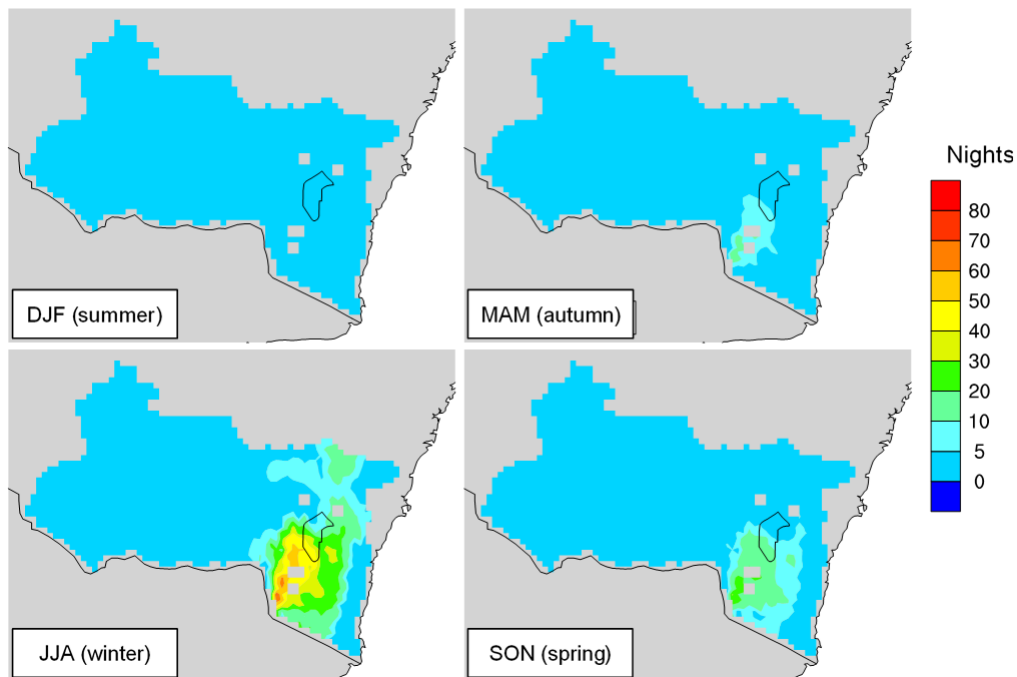 DJF (summer)
MAM (autumn)
Nights
80
70
60
50
40
30
20
10
5
0
JJA (winter)
SON (spring)